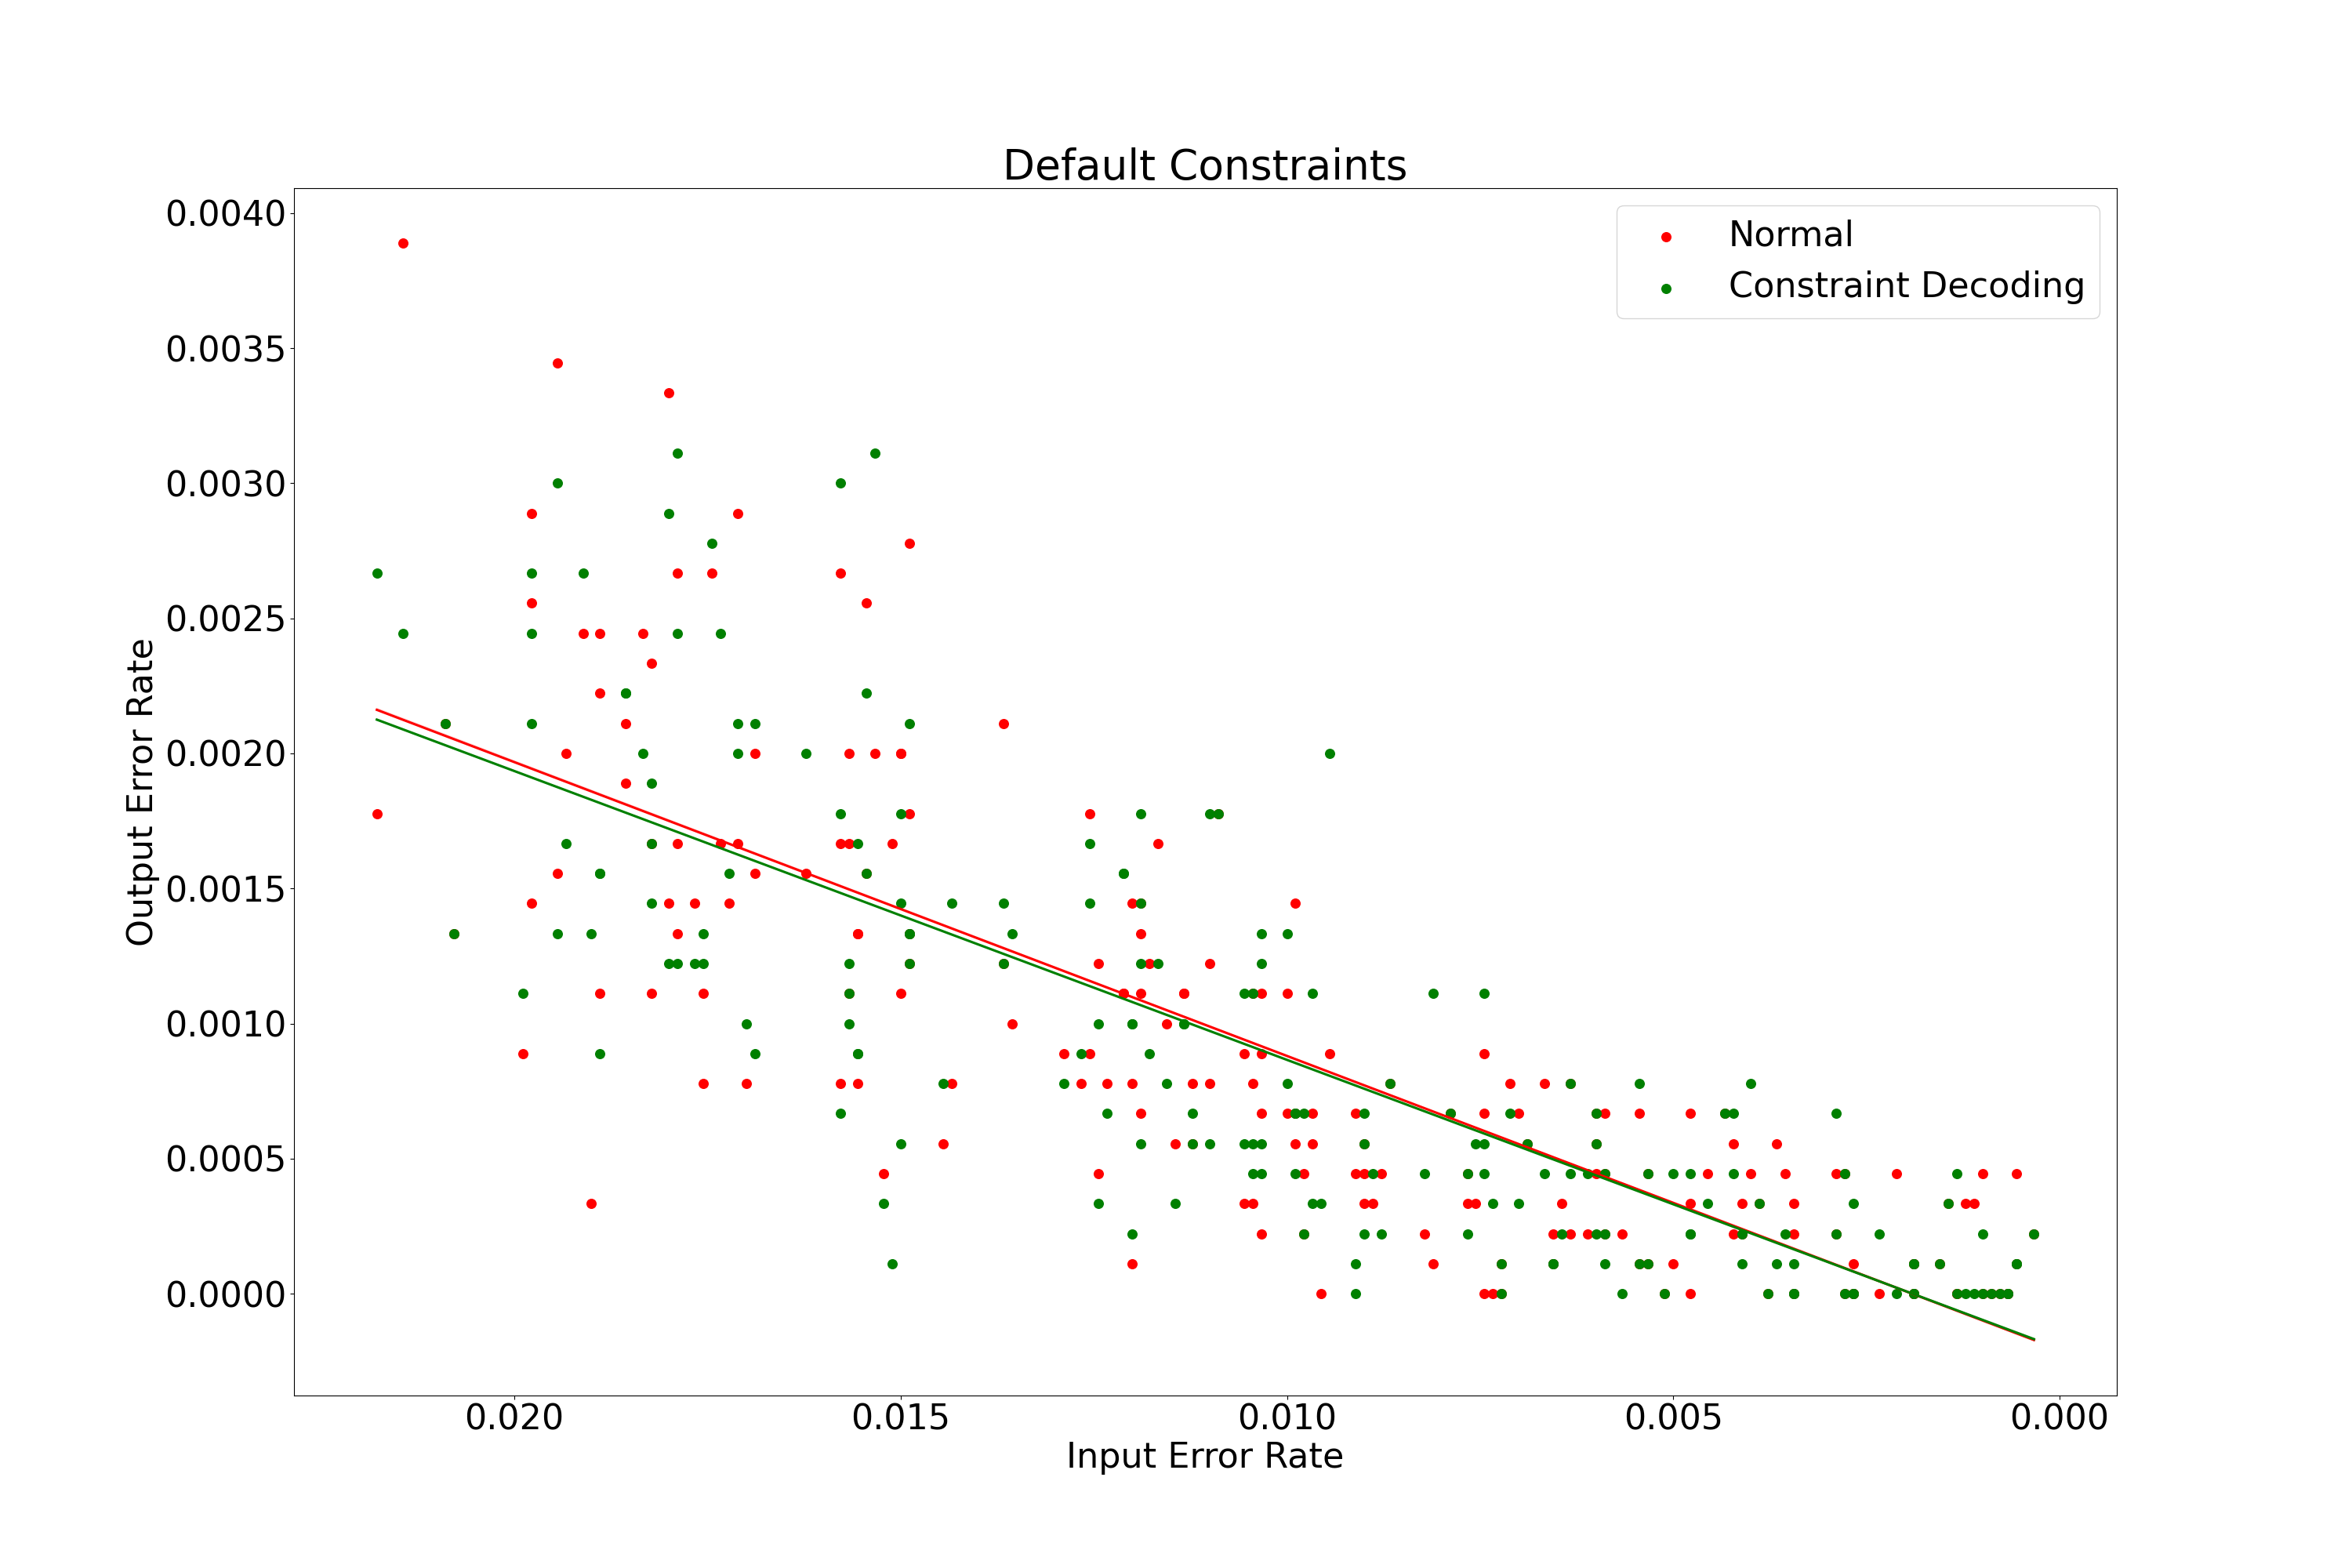 Default Constraints
Normal
Constraint Decoding
0.0040
0.0035
0.0030
0.0025
0.0020
0.0015
0.0010
0.0005
0.0000
Output Error Rate
0.020 0.015 0.010 0.005 0.000
Input Error Rate